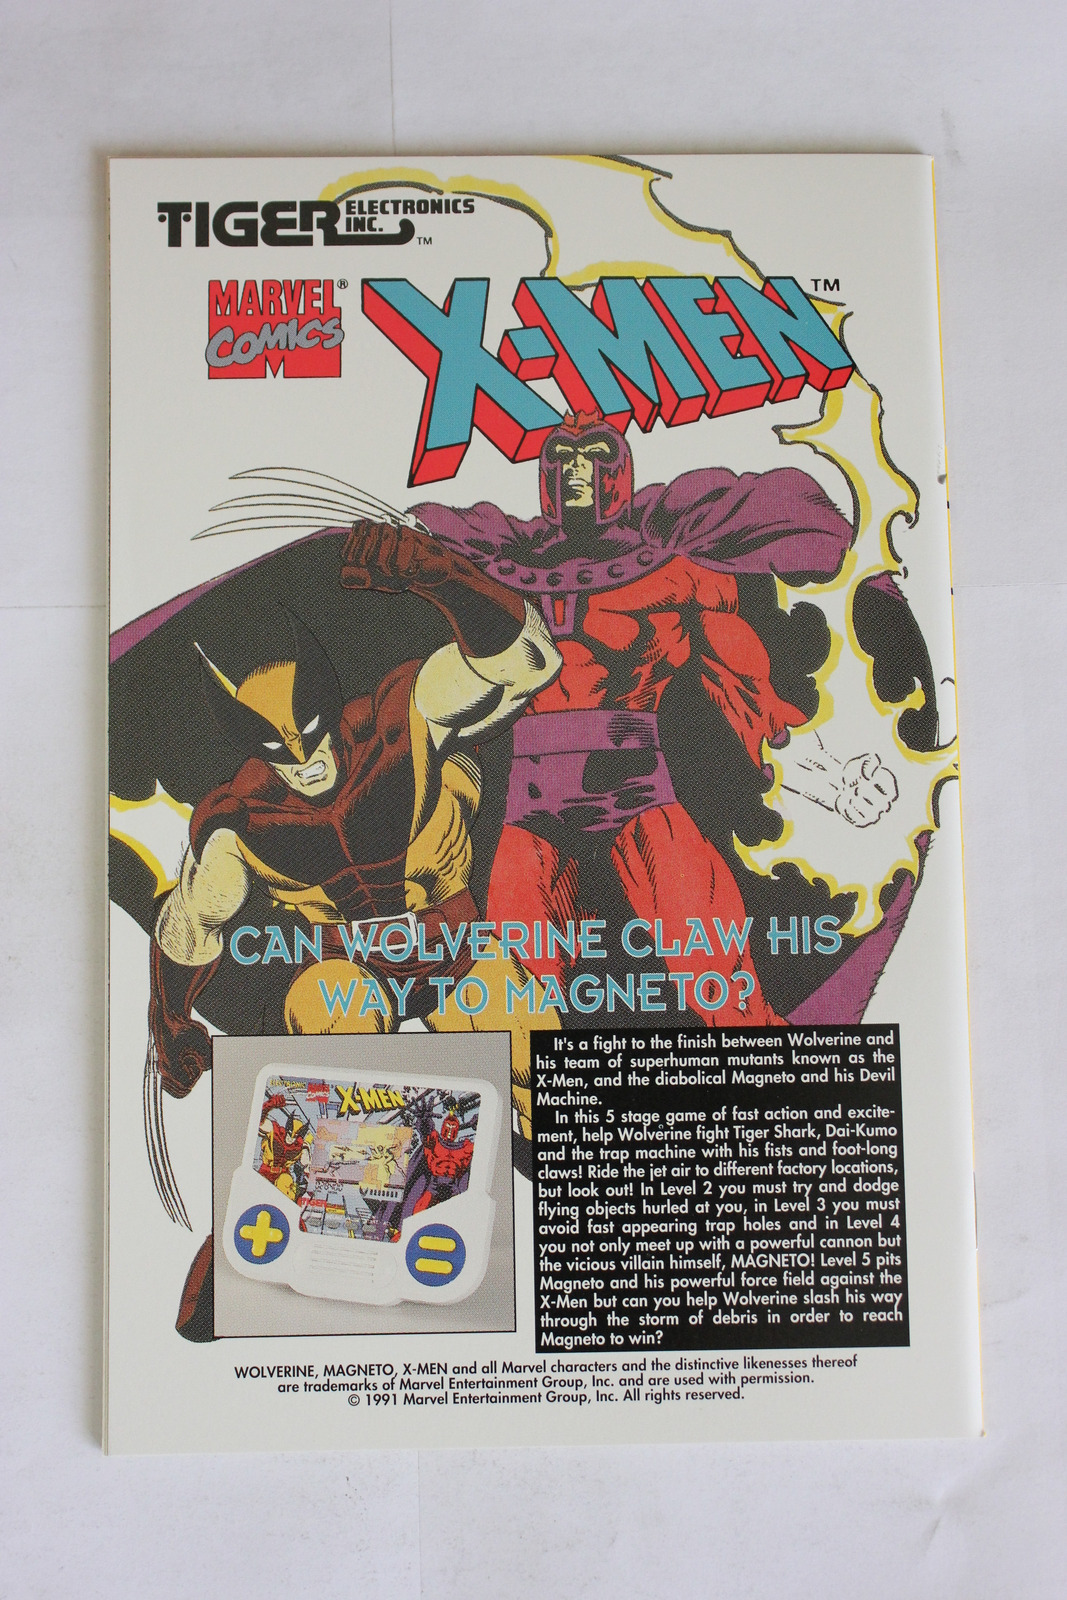 TIGER ELECTRONICS
INC. ™
MARVEL®
COMICS
X-MEN™
CAN WOLVERINE CLAW HIS
WAY TO MAGNETO?
It's a fight to the finish between Wolverine and
his team of superhuman mutants known as the
X-Men, and the diabolical Magneto and his Devil
Machine.
In this 5 stage game of fast action and excite-
ment, help Wolverine fight Tiger Shark, Dai-Kumo
and the trap machine with his fists and foot-long
claws! Ride the jet air to different factory locations,
but look out! In Level 2 you must try and dodge
flying objects hurled at you, in Level 3 you must
avoid fast appearing trap holes and in Level 4
you not only meet up with a powerful cannon but
the vicious villain himself, MAGNETO! Level 5 pits
Magneto and his powerful force field against the
X-Men but can you help Wolverine slash his way
through the storm of debris in order to reach
Magneto to win?
ELECTRONIC MARVEL X-MEN
TIGER
WOLVERINE, MAGNETO, X-MEN and all Marvel characters and the distinctive likenesses thereof
are trademarks of Marvel Entertainment Group, Inc. and are used with permission.
© 1991 Marvel Entertainment Group, Inc. All rights reserved.